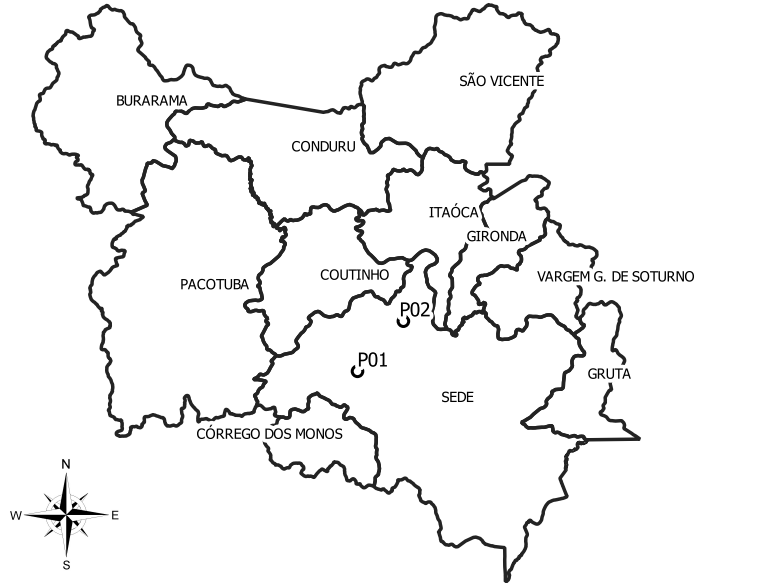 SÃO VICENTE
BURARAMA
CONDURU
ITAÓCA
GIRONDA
COUTINHO
VARGEM G. DE SOTURNO
PACOTUBA
P02
P01
GRUTA
SEDE
CÓRREGO DOS MONOS
N
W
E
S